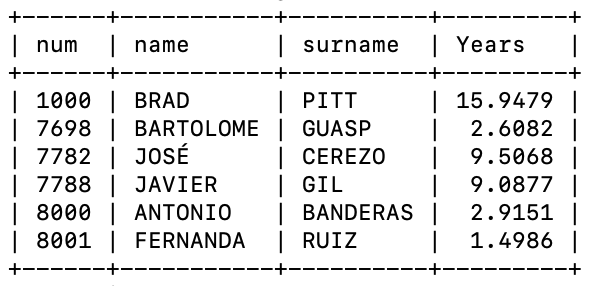 +------+-----------+----------+---------+
| num  | name      | surname  | Years   |
+------+-----------+----------+---------+
| 1000 | BRAD      | PITT     | 15.9479 |
| 7698 | BARTOLOME | GUASP    |  2.6082 |
| 7782 | JOSÉ      | CEREZO   |  9.5068 |
| 7788 | JAVIER    | GIL      |  9.0877 |
| 8000 | ANTONIO   | BANDERAS |  2.9151 |
| 8001 | FERNANDA  | RUIZ     |  1.4986 |
+------+-----------+----------+---------+